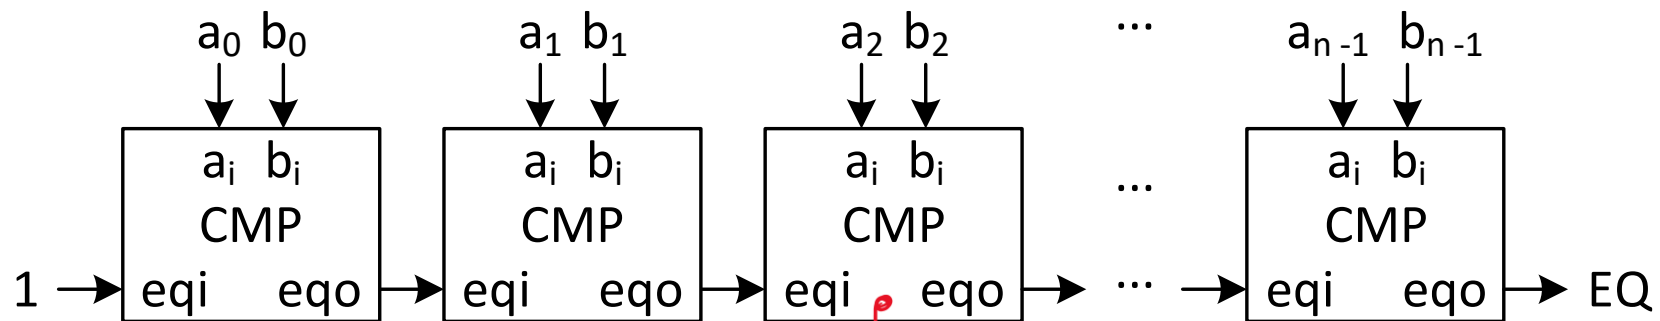 a₀ b₀ a₁ b₁ a₂ b₂ ... aₙ₋₁ bₙ₋₁
aᵢ bᵢ aᵢ bᵢ aᵢ bᵢ ... aᵢ bᵢ
CMP CMP CMP CMP
1 eqi eqo eqi eqo eqi eqo ... eqi eqo EQ